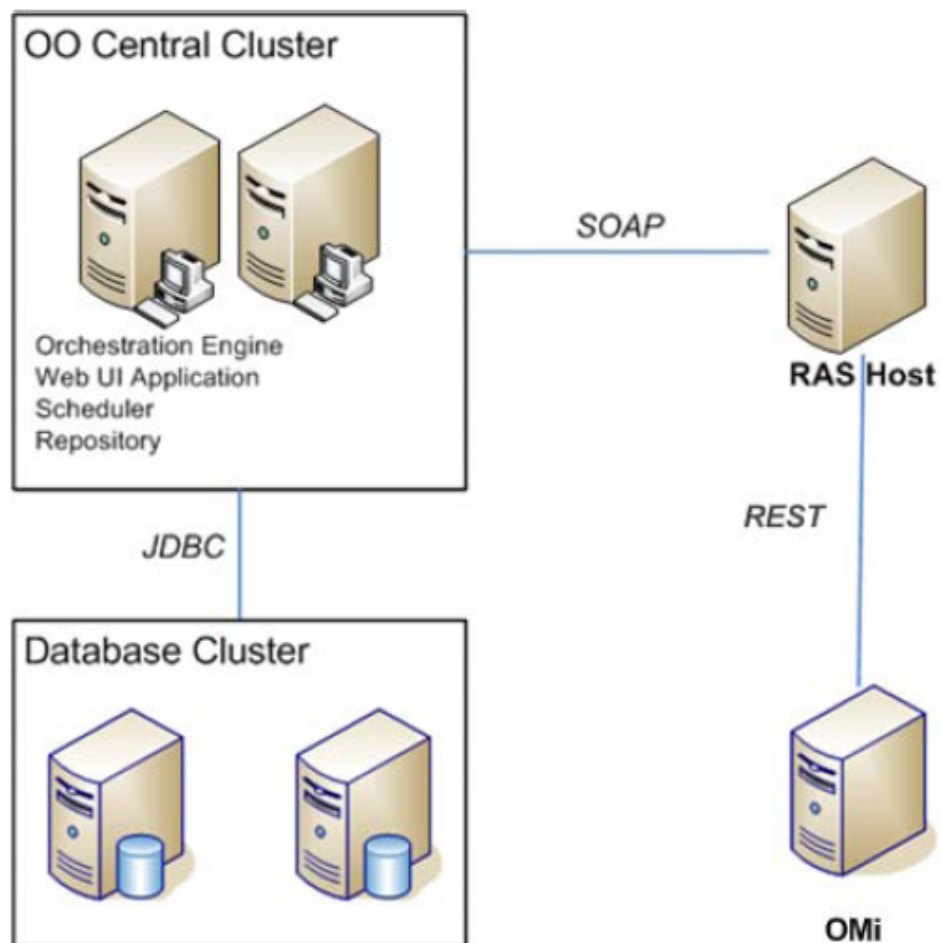 OO Central Cluster
SOAP
Orchestration Engine
Web UI Application
Scheduler
Repository
RAS Host
REST
JDBC
Database Cluster
OMi